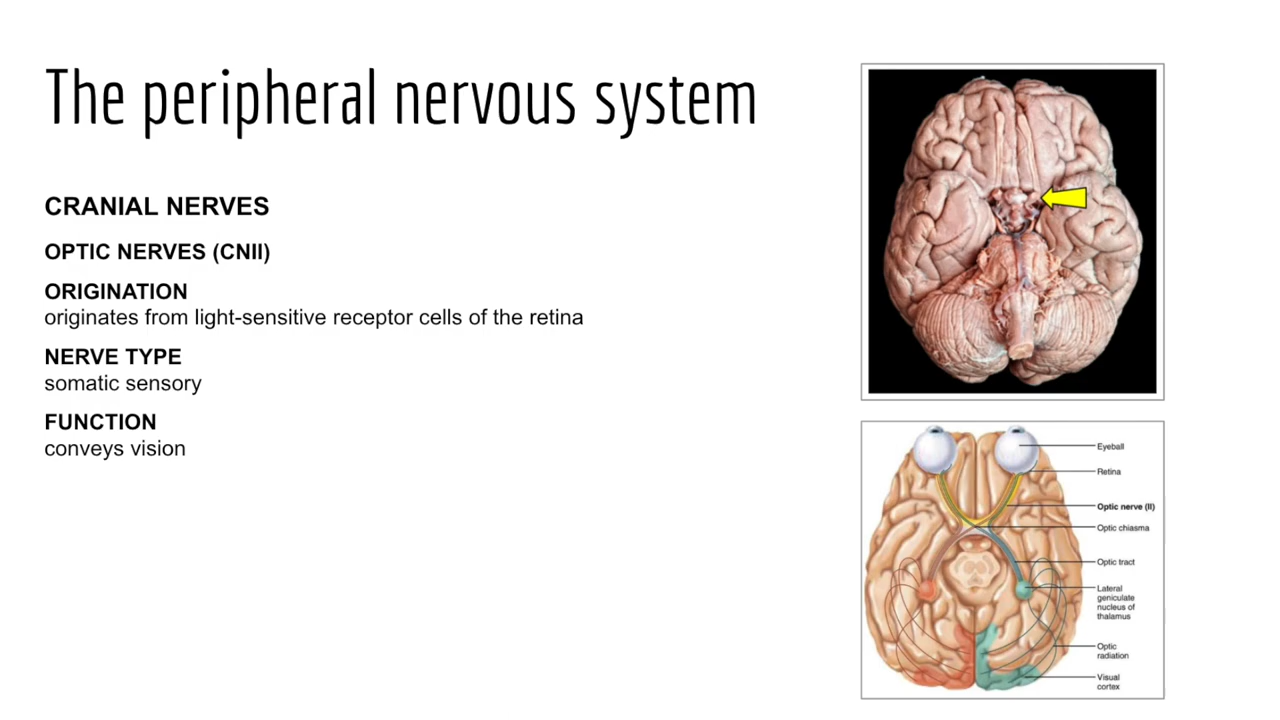 The peripheral nervous system
CRANIAL NERVES
OPTIC NERVES (CNII)
ORIGINATION
originates from light-sensitive receptor cells of the retina
NERVE TYPE
somatic sensory
FUNCTION
conveys vision
Eyeball
Retina
Optic nerve (II)
Optic chiasma
Optic tract
Lateral
geniculate
nucleus of
thalamus
Optic
radiation
Visual
cortex